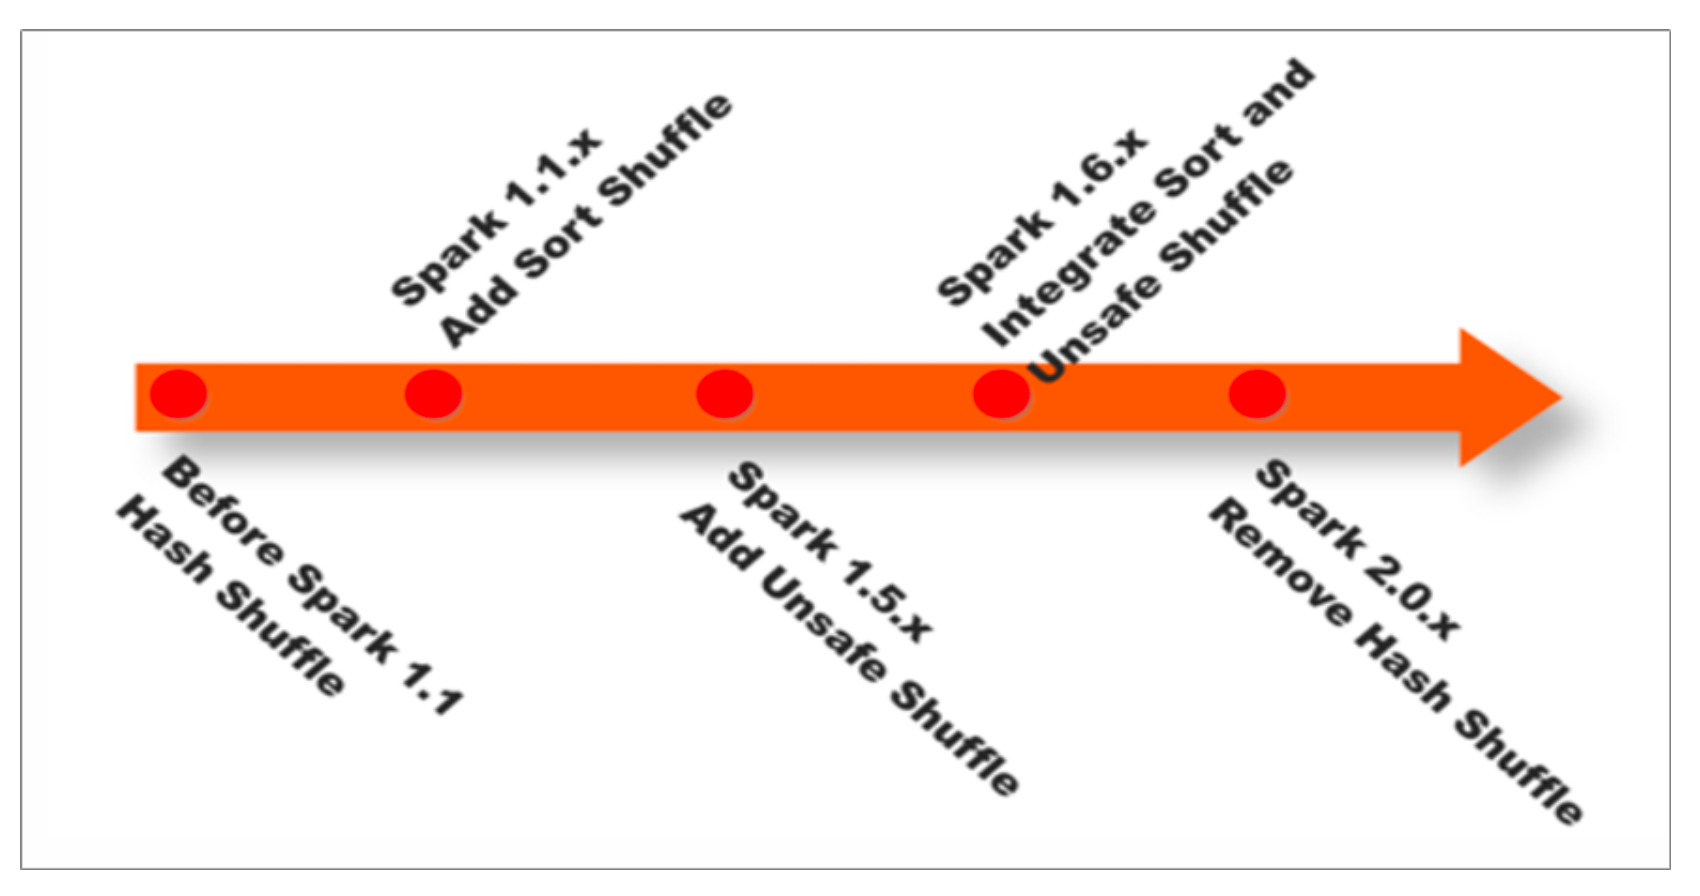 Before Spark 1.1
Hash Shuffle
Spark 1.1.x
Add Sort Shuffle
Spark 1.5.x
Add Unsafe Shuffle
Spark 1.6.x
Integrate Sort and
Unsafe Shuffle
Spark 2.0.x
Remove Hash Shuffle